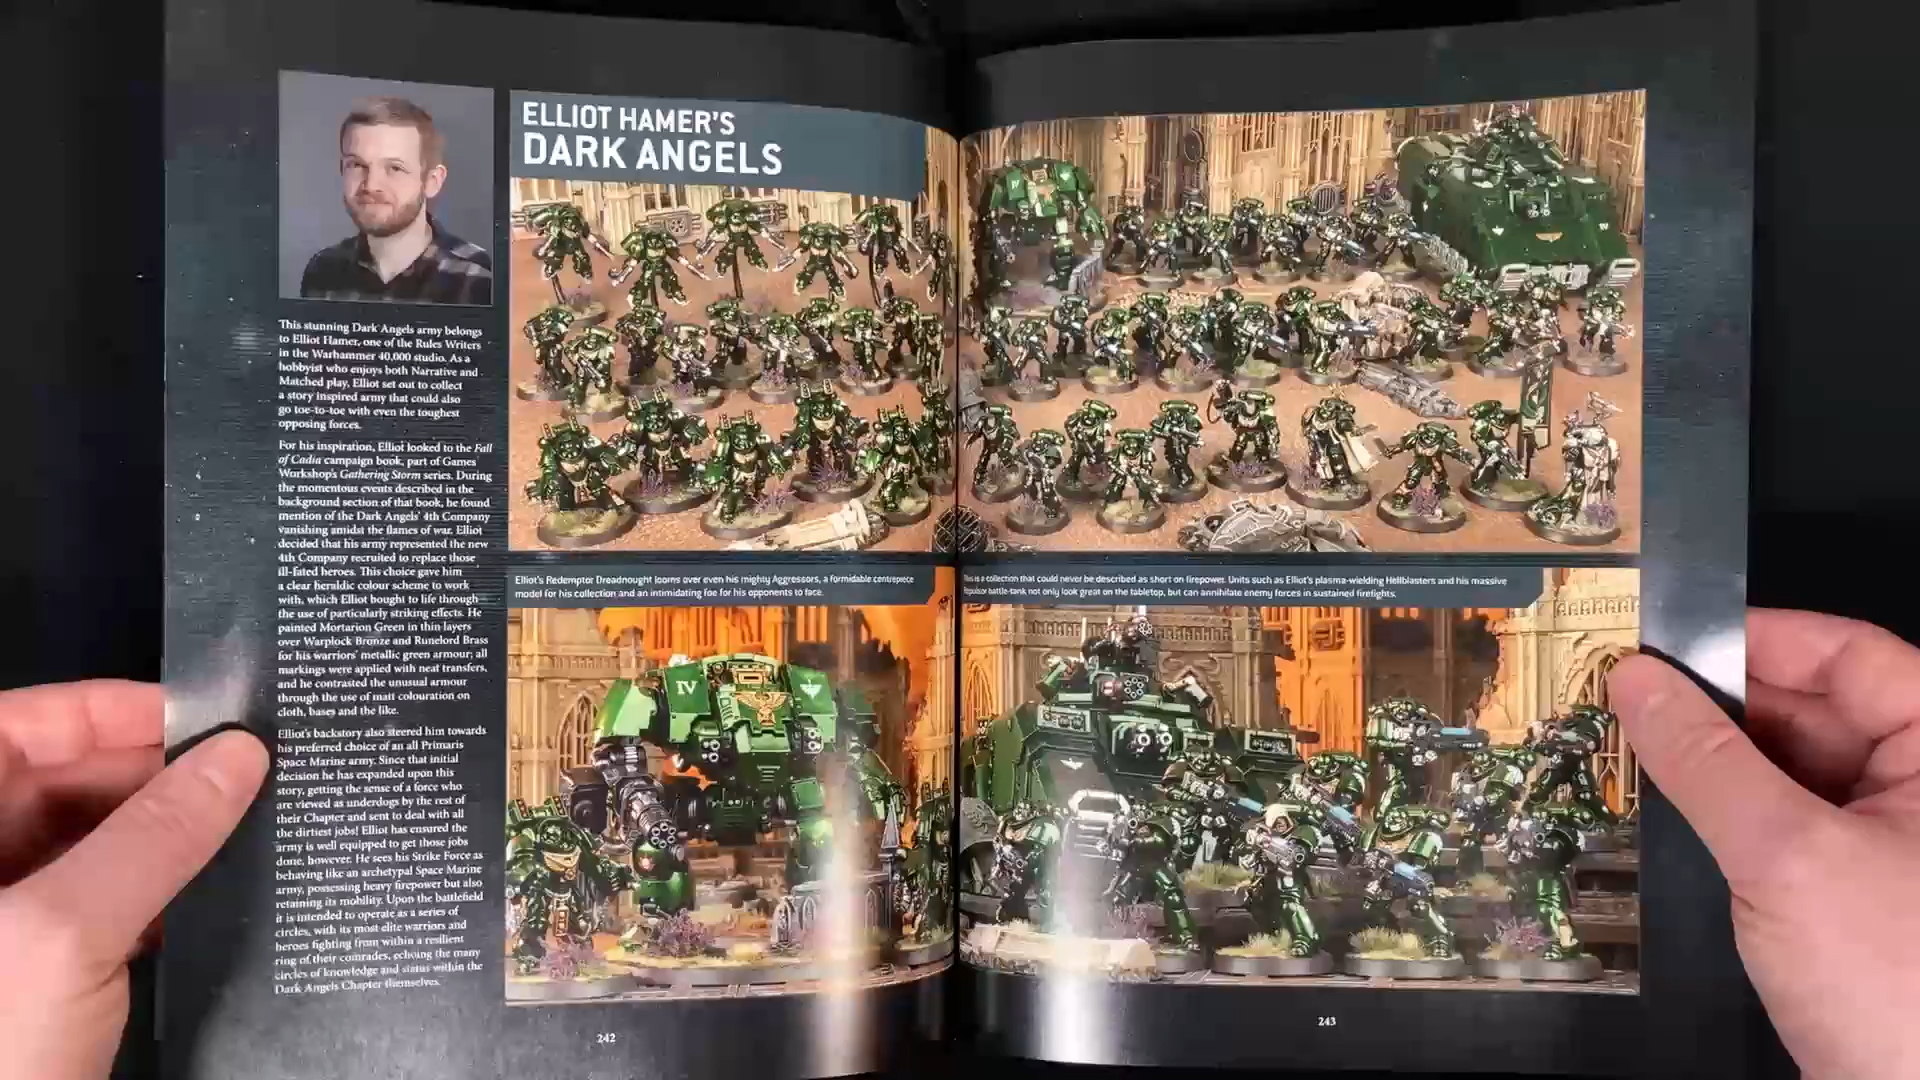 ELLIOT HAMER'S
DARK ANGELS
This stunning Dark Angels army belongs
to Elliot Hamer, one of the Rules Writers
in the Warhammer 40,000 studio. As a
hobbyist who enjoys both Narrative and
Matched play, Elliot set out to collect
a story inspired army that could also
go toe-to-toe with even the toughest
opposing forces.
For his inspiration, Elliot looked to the Fall
of Cadia campaign book, part of Games
Workshop's Gathering Storm series. During
the momentous events described in the
background section of that book, he found
mention of the Dark Angels' 4th Company
vanishing amidst the flames of war. Elliot
decided that his army represented the new
4th Company recruited to replace those
ill-fated heroes. This choice gave him
a clear heraldic colour scheme to work
with, which Elliot bought to life through
the use of particularly striking effects. He
painted Mortarion Green in thin layers
over Warplock Bronze and Runelord Brass
for his warriors' metallic green armour; all
markings were applied with neat transfers,
and he contrasted the unusual armour
through the use of matt colouration on
cloth, bases and the like.
Elliot's backstory also steered him towards
his preferred choice of an all Primaris
Space Marine army. Since that initial
decision he has expanded upon this
story, getting the sense of a force who
are viewed as underdogs by the rest of
their Chapter and sent to deal with all
the dirtiest jobs! Elliot has ensured the
army is well equipped to get those jobs
done, however. He sees his Strike Force as
behaving like an archetypal Space Marine
army, possessing heavy firepower but also
retaining its mobility. Upon the battlefield
it is intended to operate as a series of
circles, with its most elite warriors and
heroes fighting from within a resilient
ring of their comrades, echoing the many
circles of knowledge and status within the
Dark Angels Chapter themselves.
Elliot's Redemptor Dreadnought looms over even his mighty Aggressors, a formidable centrepiece
model for his collection and an intimidating foe for his opponents to face.
IV
242
This is a collection that could never be described as short on firepower. Units such as Elliot's plasma-wielding Hellblasters and his massive
Repulsor battle-tank not only look great on the tabletop, but can annihilate enemy forces in sustained firefights.
243